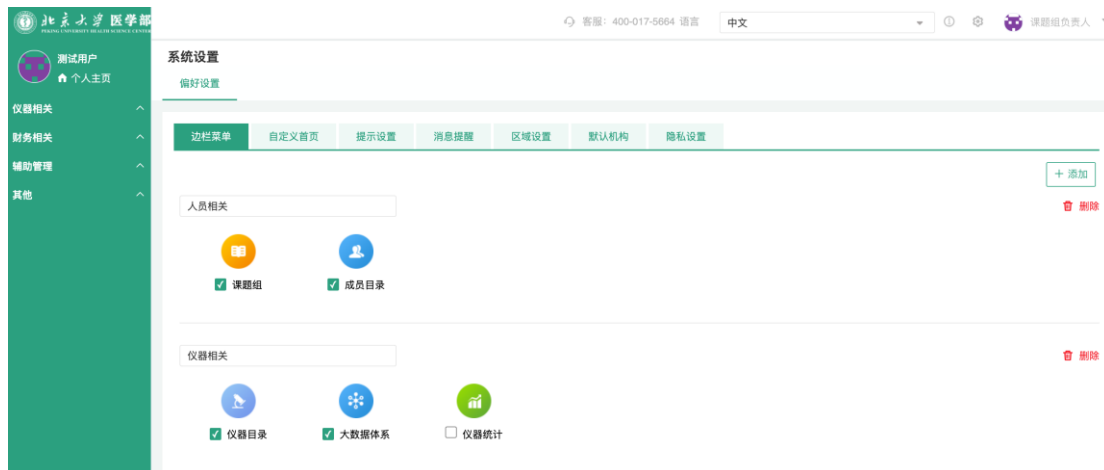 北京大学 医学部
PEKING UNIVERSITY HEALTH SCIENCE CENTER
客服：400-017-5664 语言 中文 课题组负责人
测试用户
个人主页
仪器相关
财务相关
辅助管理
其他
系统设置
偏好设置
边栏菜单 自定义首页 提示设置 消息提醒 区域设置 默认机构 隐私设置
+ 添加
人员相关 删除
课题组 成员目录
仪器相关 删除
仪器目录 大数据体系 仪器统计